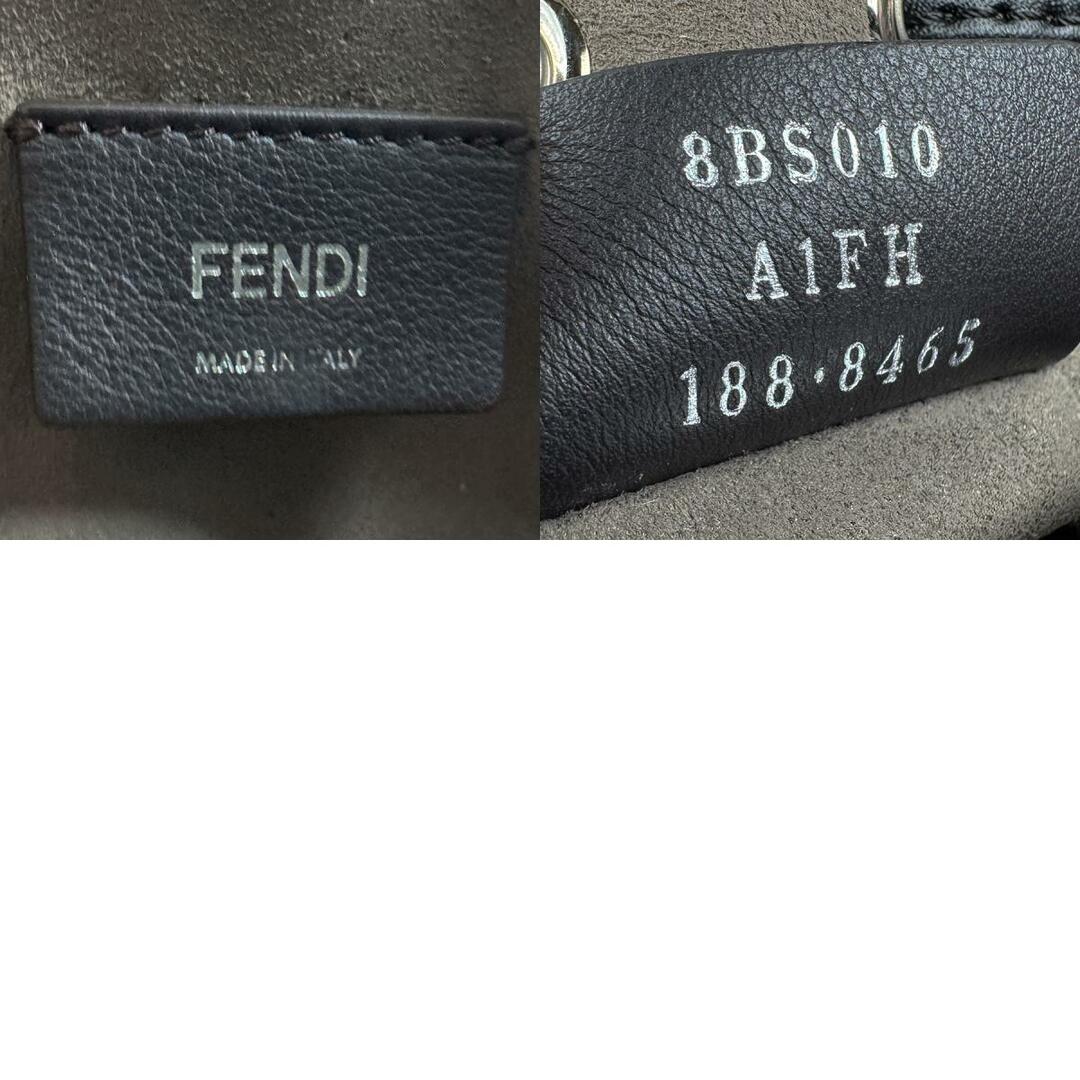 FENDI
MADE IN ITALY
8BS010
A1FH
188·8465